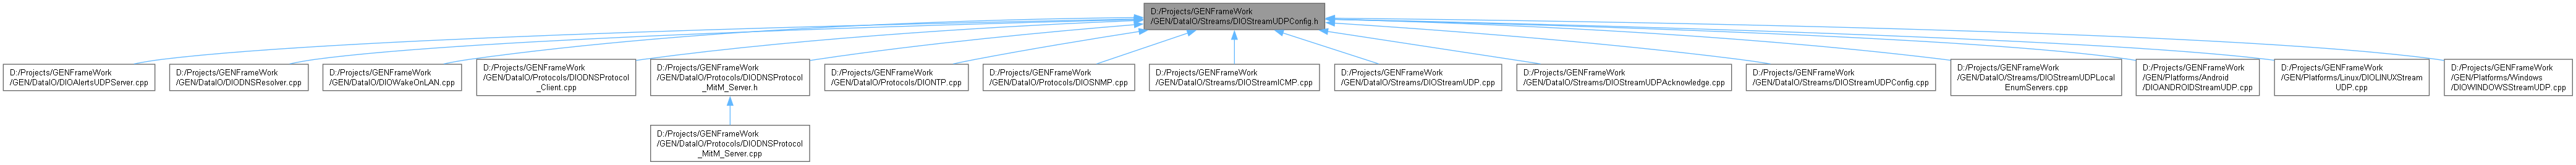 D:/Projects/GENFrameWork
/GEN/DataIO/Streams/DIOStreamUDPConfig.h
D:/Projects/GENFrameWork
/GEN/DataIO/DIOAlertsUDPServer.cpp
D:/Projects/GENFrameWork
/GEN/DataIO/DIODNSResolver.cpp
D:/Projects/GENFrameWork
/GEN/DataIO/DIOWakeOnLAN.cpp
D:/Projects/GENFrameWork
/GEN/DataIO/Protocols/DIODNSProtocol
_Client.cpp
D:/Projects/GENFrameWork
/GEN/DataIO/Protocols/DIODNSProtocol
_MitM_Server.h
D:/Projects/GENFrameWork
/GEN/DataIO/Protocols/DIONTP.cpp
D:/Projects/GENFrameWork
/GEN/DataIO/Protocols/DIOSNMP.cpp
D:/Projects/GENFrameWork
/GEN/DataIO/Streams/DIOStreamICMP.cpp
D:/Projects/GENFrameWork
/GEN/DataIO/Streams/DIOStreamUDP.cpp
D:/Projects/GENFrameWork
/GEN/DataIO/Streams/DIOStreamUDPAcknowledge.cpp
D:/Projects/GENFrameWork
/GEN/DataIO/Streams/DIOStreamUDPConfig.cpp
D:/Projects/GENFrameWork
/GEN/DataIO/Streams/DIOStreamUDPLocal
EnumServers.cpp
D:/Projects/GENFrameWork
/GEN/Platforms/Android
/DIOANDROIDStreamUDP.cpp
D:/Projects/GENFrameWork
/GEN/Platforms/Linux/DIOLINUXStream
UDP.cpp
D:/Projects/GENFrameWork
/GEN/Platforms/Windows
/DIOWINDOWSStreamUDP.cpp
D:/Projects/GENFrameWork
/GEN/DataIO/Protocols/DIODNSProtocol
_MitM_Server.cpp